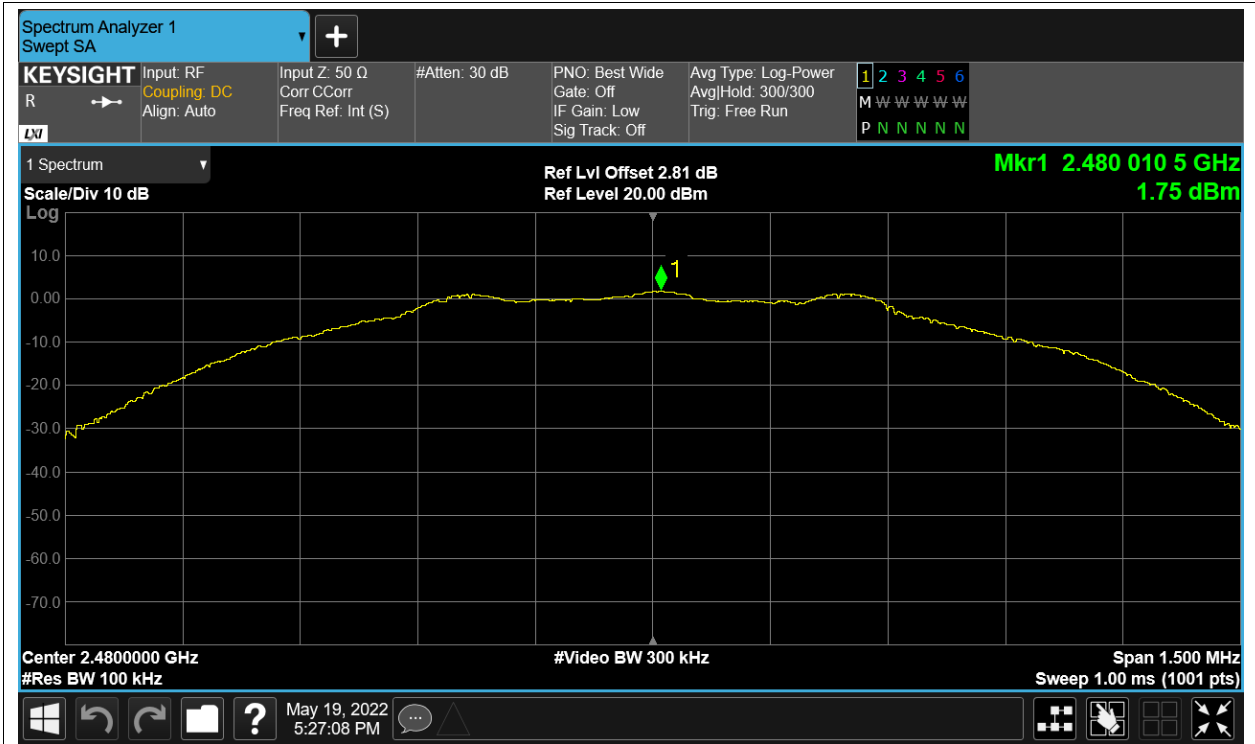 Spectrum Analyzer 1
Swept SA
KEYSIGHT
R
LXI
Input: RF
Coupling: DC
Align: Auto
Input Z: 50 Ω
Corr CCorr
Freq Ref: Int (S)
#Atten: 30 dB
PNO: Best Wide
Gate: Off
IF Gain: Low
Sig Track: Off
Avg Type: Log-Power
Avg|Hold: 300/300
Trig: Free Run
1 2 3 4 5 6
M W W W W W
P N N N N N
1 Spectrum
Scale/Div 10 dB
Log
Ref Lvl Offset 2.81 dB
Ref Level 20.00 dBm
Mkr1 2.480 010 5 GHz
1.75 dBm
1
10.0
0.00
-10.0
-20.0
-30.0
-40.0
-50.0
-60.0
-70.0
Center 2.4800000 GHz
#Res BW 100 kHz
#Video BW 300 kHz
Span 1.500 MHz
Sweep 1.00 ms (1001 pts)
?
May 19, 2022
5:27:08 PM